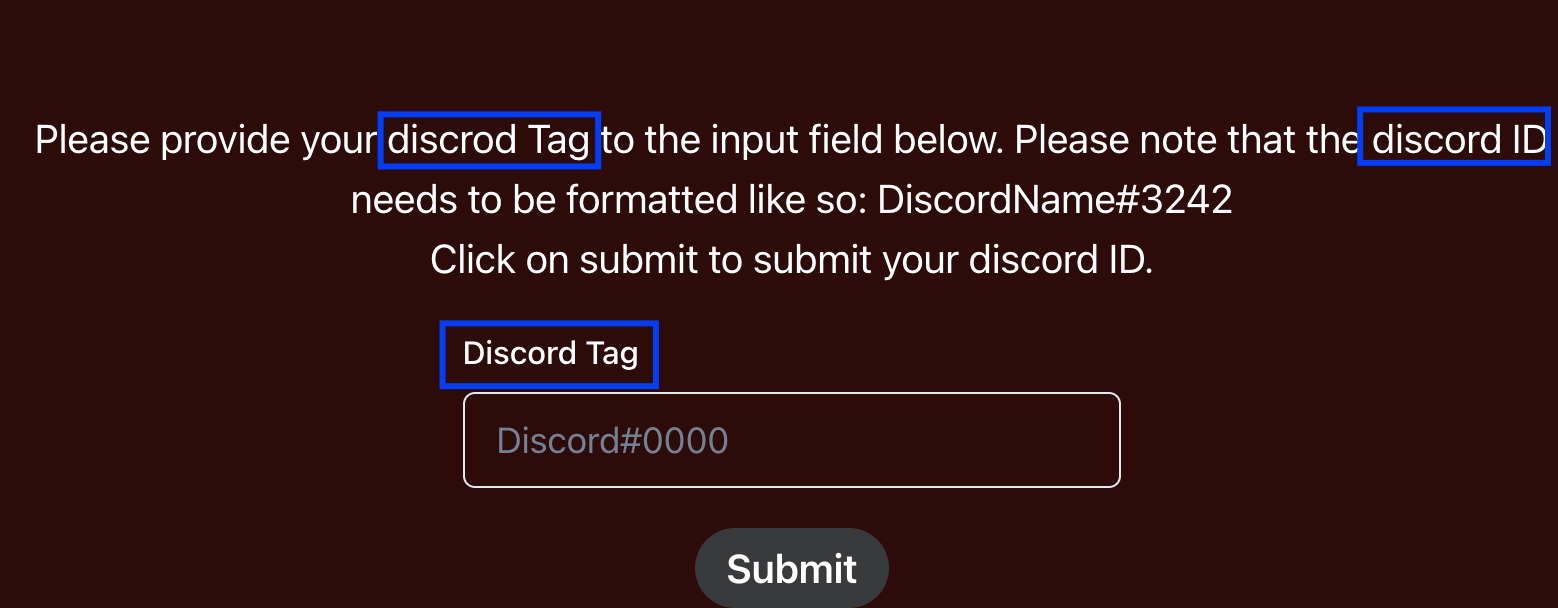 Please provide your discrod Tag to the input field below. Please note that the discord ID
needs to be formatted like so: DiscordName#3242
Click on submit to submit your discord ID.
Discord Tag
Discord#0000
Submit